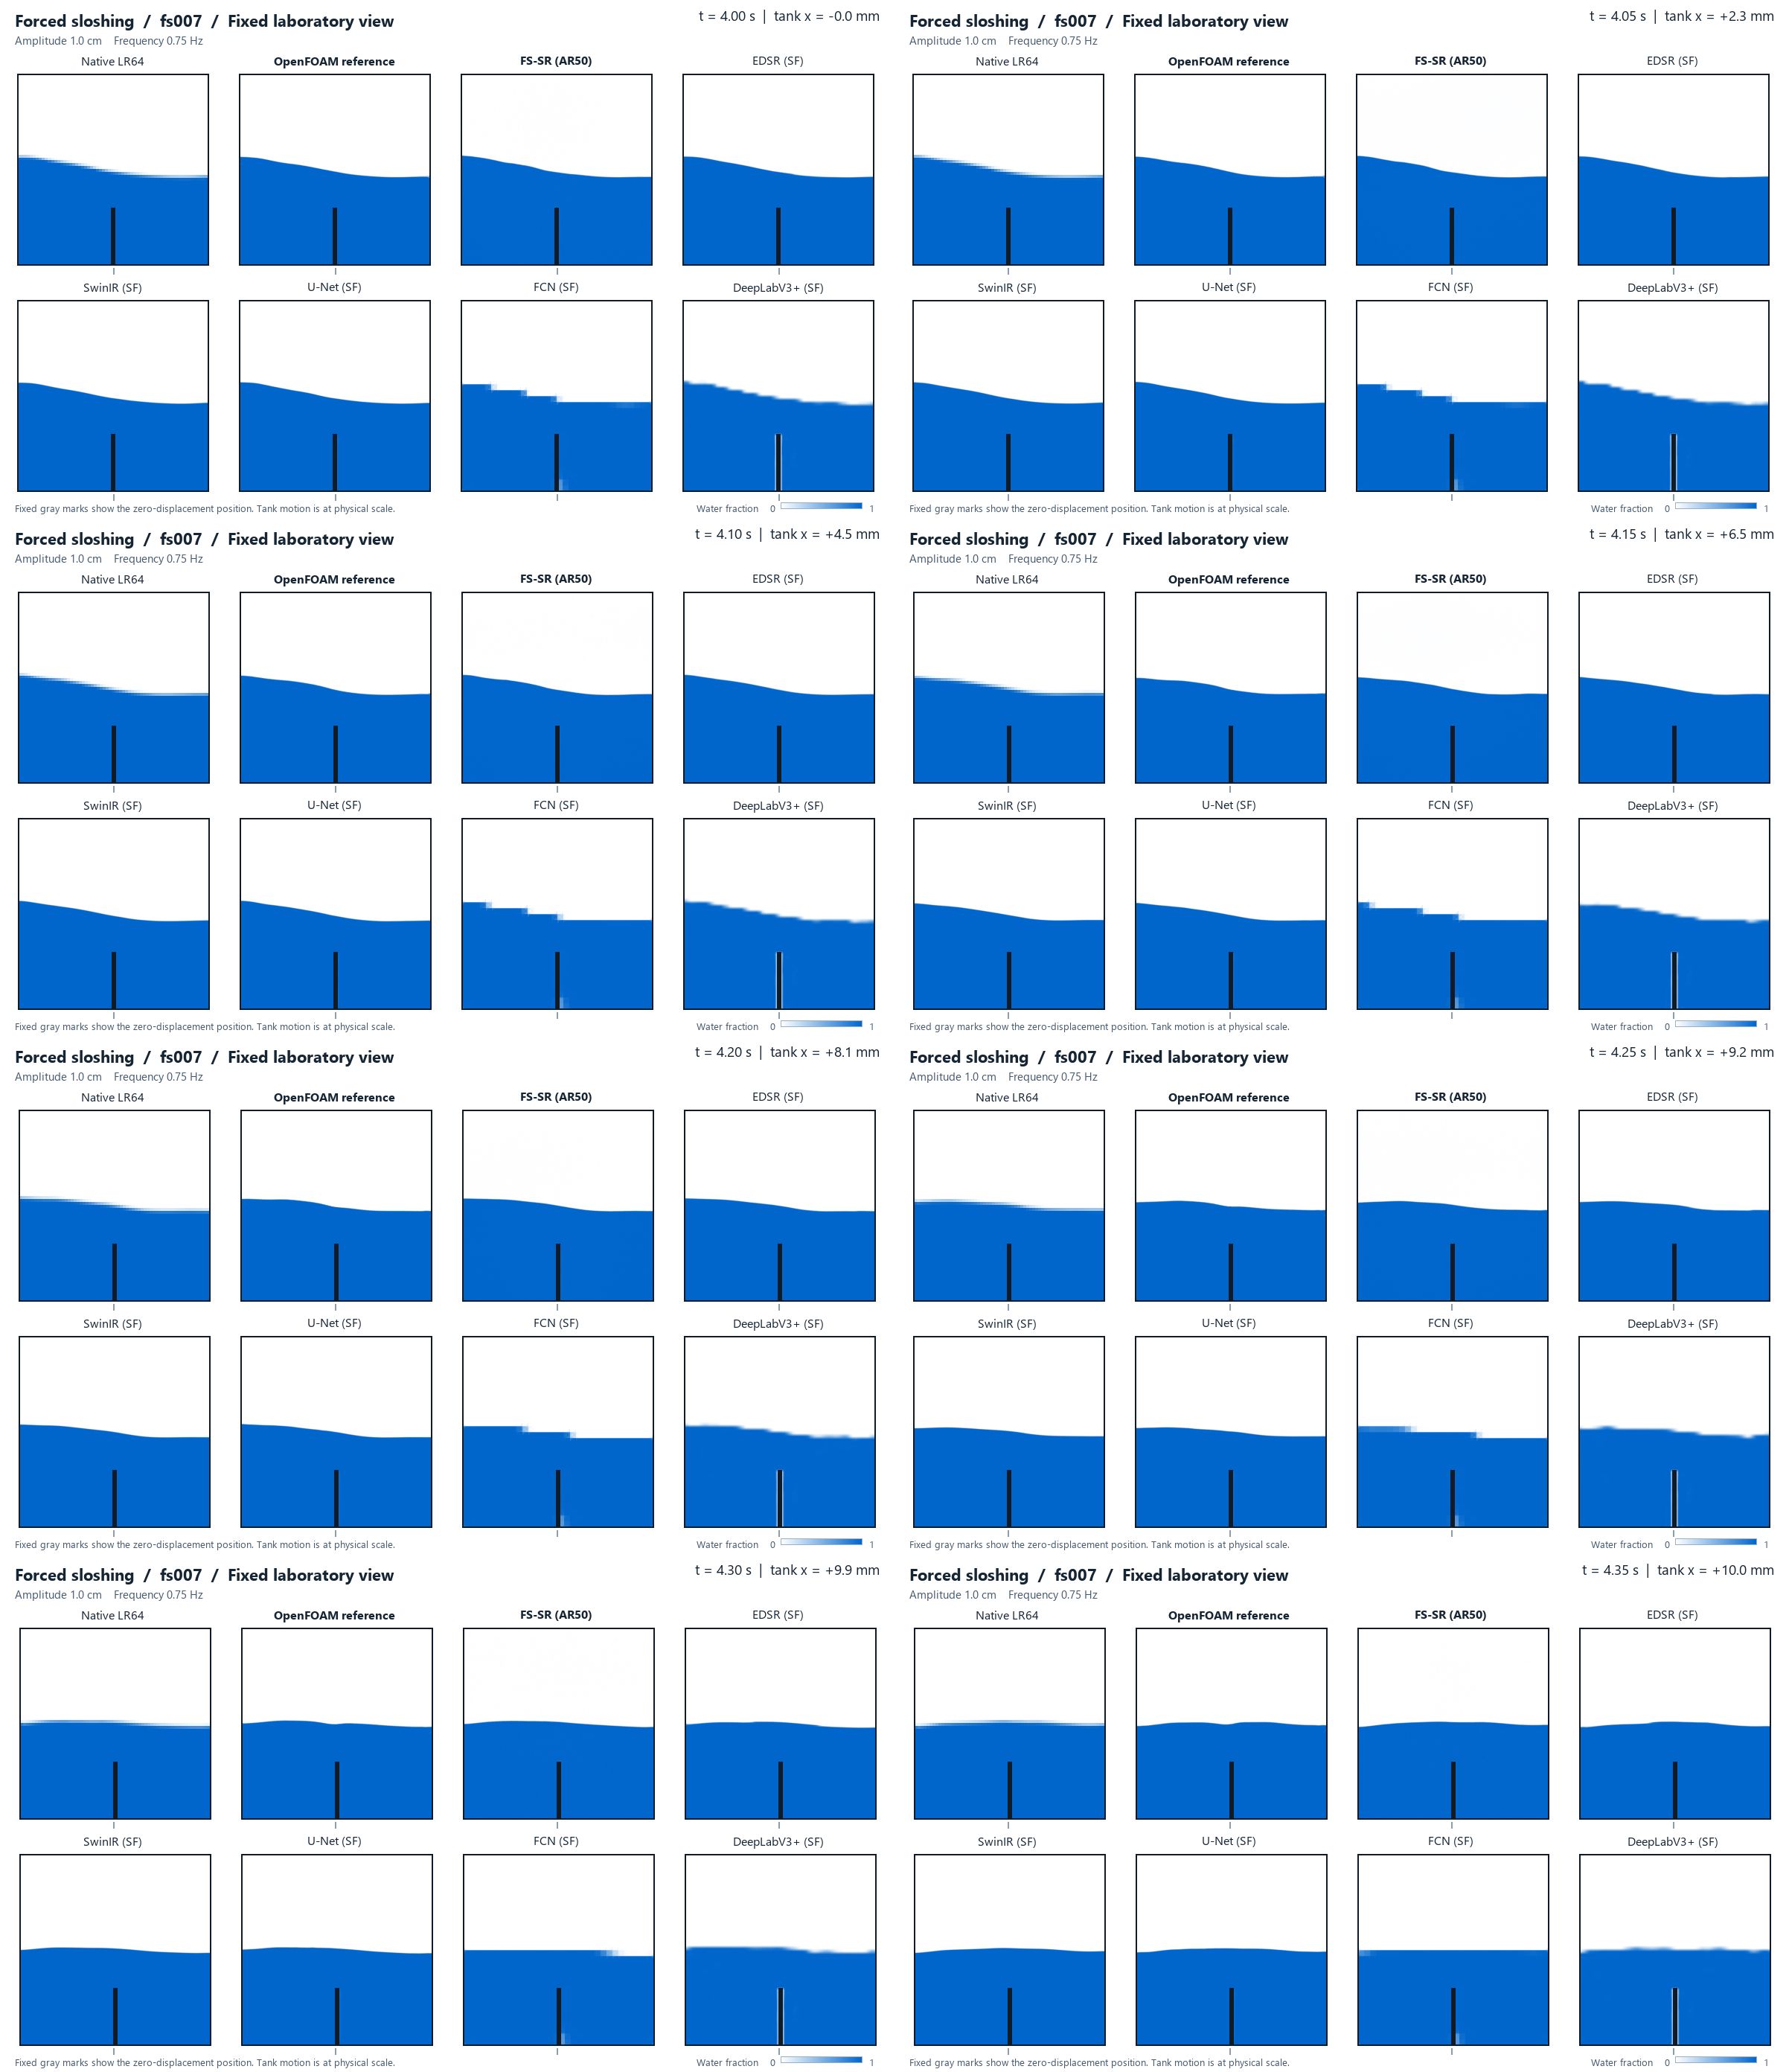 Forced sloshing / fs007 / Fixed laboratory view
t = 4.00 s | tank x = -0.0 mm
Amplitude 1.0 cm Frequency 0.75 Hz
Native LR64
OpenFOAM reference
FS-SR (AR50)
EDSR (SF)
SwinIR (SF)
U-Net (SF)
FCN (SF)
DeepLabV3+ (SF)
Fixed gray marks show the zero-displacement position. Tank motion is at physical scale.
Water fraction 0 1
Forced sloshing / fs007 / Fixed laboratory view
t = 4.05 s | tank x = +2.3 mm
Amplitude 1.0 cm Frequency 0.75 Hz
Native LR64
OpenFOAM reference
FS-SR (AR50)
EDSR (SF)
SwinIR (SF)
U-Net (SF)
FCN (SF)
DeepLabV3+ (SF)
Fixed gray marks show the zero-displacement position. Tank motion is at physical scale.
Water fraction 0 1
Forced sloshing / fs007 / Fixed laboratory view
t = 4.10 s | tank x = +4.5 mm
Amplitude 1.0 cm Frequency 0.75 Hz
Native LR64
OpenFOAM reference
FS-SR (AR50)
EDSR (SF)
SwinIR (SF)
U-Net (SF)
FCN (SF)
DeepLabV3+ (SF)
Fixed gray marks show the zero-displacement position. Tank motion is at physical scale.
Water fraction 0 1
Forced sloshing / fs007 / Fixed laboratory view
t = 4.15 s | tank x = +6.5 mm
Amplitude 1.0 cm Frequency 0.75 Hz
Native LR64
OpenFOAM reference
FS-SR (AR50)
EDSR (SF)
SwinIR (SF)
U-Net (SF)
FCN (SF)
DeepLabV3+ (SF)
Fixed gray marks show the zero-displacement position. Tank motion is at physical scale.
Water fraction 0 1
Forced sloshing / fs007 / Fixed laboratory view
t = 4.20 s | tank x = +8.1 mm
Amplitude 1.0 cm Frequency 0.75 Hz
Native LR64
OpenFOAM reference
FS-SR (AR50)
EDSR (SF)
SwinIR (SF)
U-Net (SF)
FCN (SF)
DeepLabV3+ (SF)
Fixed gray marks show the zero-displacement position. Tank motion is at physical scale.
Water fraction 0 1
Forced sloshing / fs007 / Fixed laboratory view
t = 4.25 s | tank x = +9.2 mm
Amplitude 1.0 cm Frequency 0.75 Hz
Native LR64
OpenFOAM reference
FS-SR (AR50)
EDSR (SF)
SwinIR (SF)
U-Net (SF)
FCN (SF)
DeepLabV3+ (SF)
Fixed gray marks show the zero-displacement position. Tank motion is at physical scale.
Water fraction 0 1
Forced sloshing / fs007 / Fixed laboratory view
t = 4.30 s | tank x = +9.9 mm
Amplitude 1.0 cm Frequency 0.75 Hz
Native LR64
OpenFOAM reference
FS-SR (AR50)
EDSR (SF)
SwinIR (SF)
U-Net (SF)
FCN (SF)
DeepLabV3+ (SF)
Fixed gray marks show the zero-displacement position. Tank motion is at physical scale.
Water fraction 0 1
Forced sloshing / fs007 / Fixed laboratory view
t = 4.35 s | tank x = +10.0 mm
Amplitude 1.0 cm Frequency 0.75 Hz
Native LR64
OpenFOAM reference
FS-SR (AR50)
EDSR (SF)
SwinIR (SF)
U-Net (SF)
FCN (SF)
DeepLabV3+ (SF)
Fixed gray marks show the zero-displacement position. Tank motion is at physical scale.
Water fraction 0 1